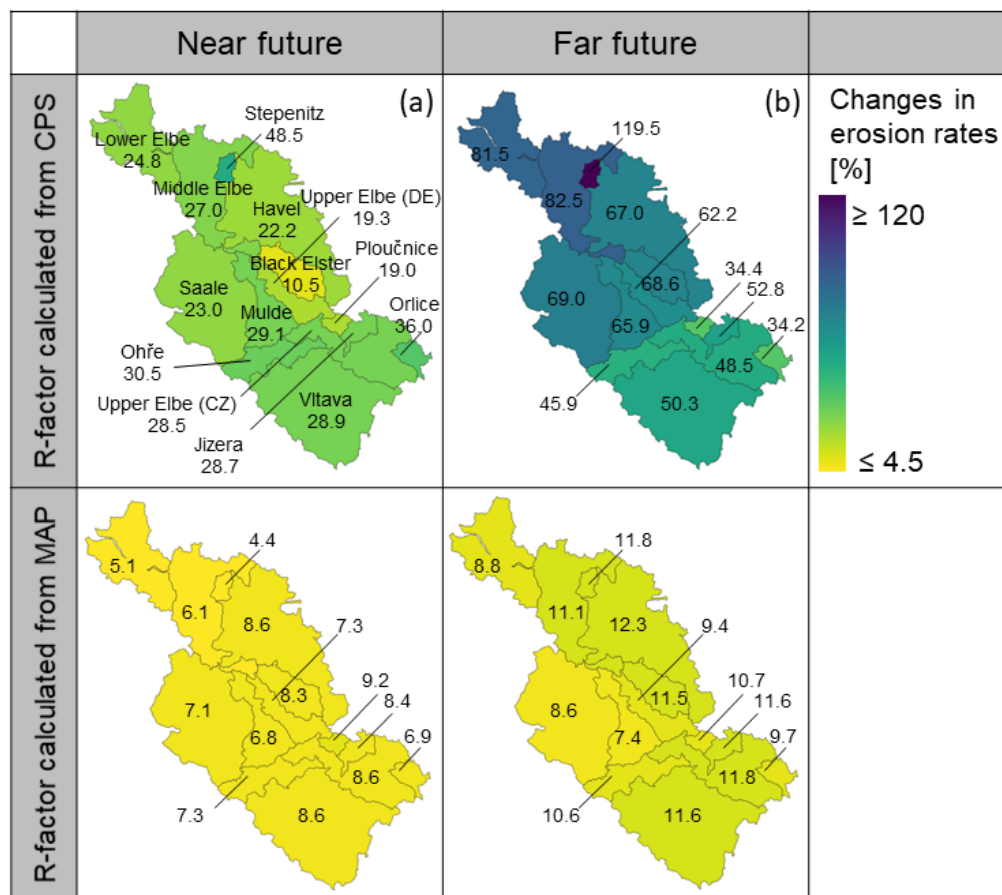 Near future
Far future
R-factor calculated from CPS
(a)
Stepenitz
48.5
Lower Elbe
24.8
Middle Elbe
27.0
Upper Elbe (DE)
19.3
Havel
22.2
Ploučnice
19.0
Black Elster
10.5
Orlice
36.0
Saale
23.0
Mulde
29.1
Ohře
30.5
Upper Elbe (CZ)
28.5
Vltava
28.9
Jizera
28.7
(b)
119.5
81.5
82.5
67.0
62.2
34.4
68.6
52.8
69.0
65.9
34.2
48.5
45.9
50.3
Changes in
erosion rates
[%]
≥ 120
≤ 4.5
R-factor calculated from MAP
4.4
5.1
6.1
8.6
7.3
8.3
9.2
8.4
7.1
6.8
6.9
8.6
7.3
8.6
11.8
8.8
11.1
12.3
9.4
11.5
10.7
11.6
8.6
7.4
9.7
11.8
10.6
11.6